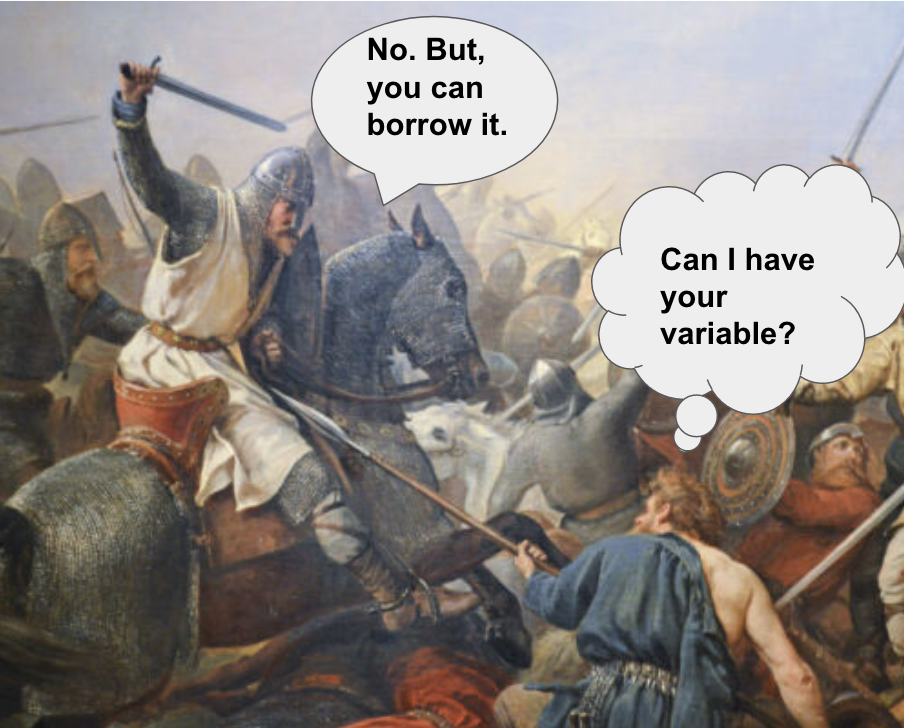 No. But,
you can
borrow it.
Can I have
your
variable?